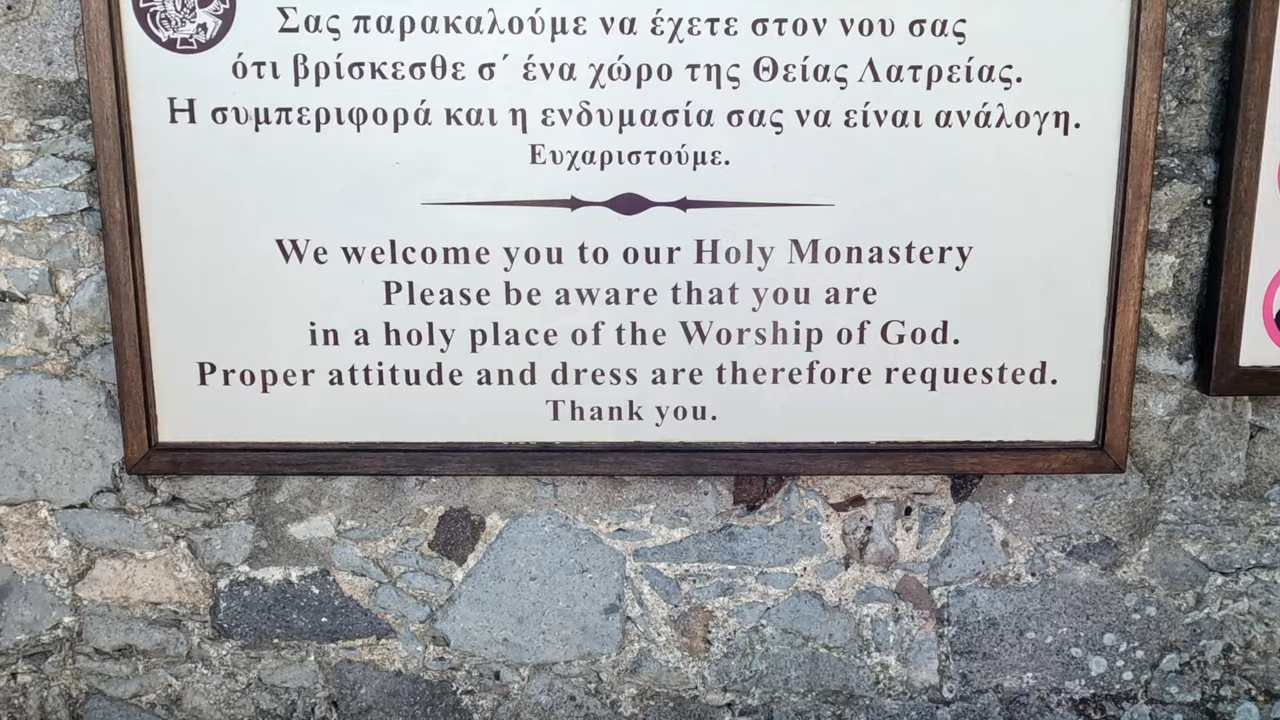 Σας παρακαλούμε να έχετε στον νου σας
ότι βρίσκεσθε σ΄ ένα χώρο της Θείας Λατρείας.
Η συμπεριφορά και η ενδυμασία σας να είναι ανάλογη.
Ευχαριστούμε.
We welcome you to our Holy Monastery
Please be aware that you are
in a holy place of the Worship of God.
Proper attitude and dress are therefore requested.
Thank you.